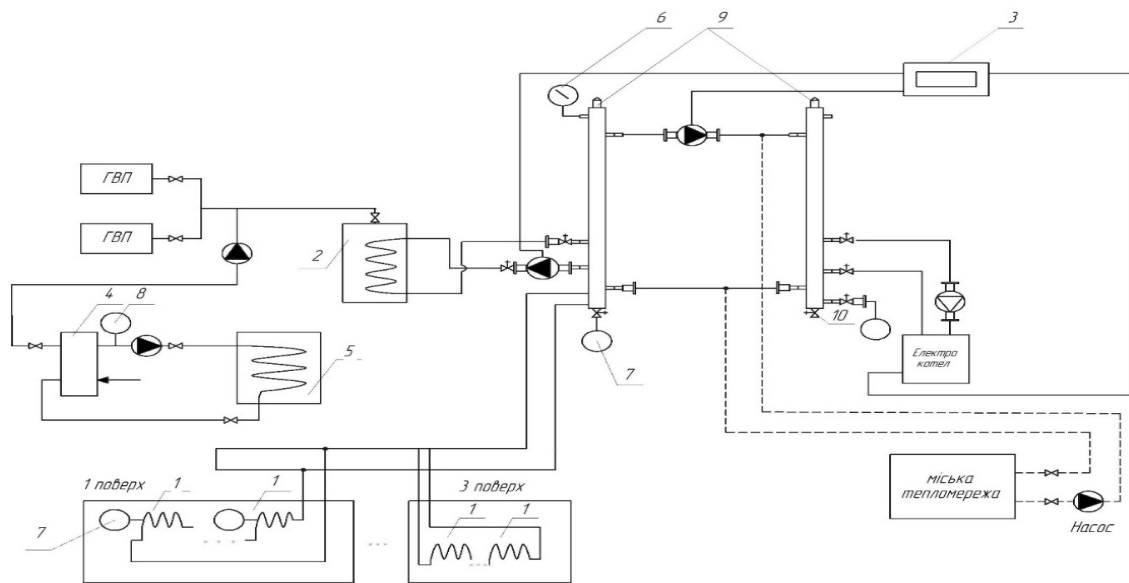 6
9
3
ГВП
ГВП
2
4
8
5
7
10
Електро
котел
1 поверх
1
1
7
3 поверх
1
1
...
міська
тепломережа
Насос